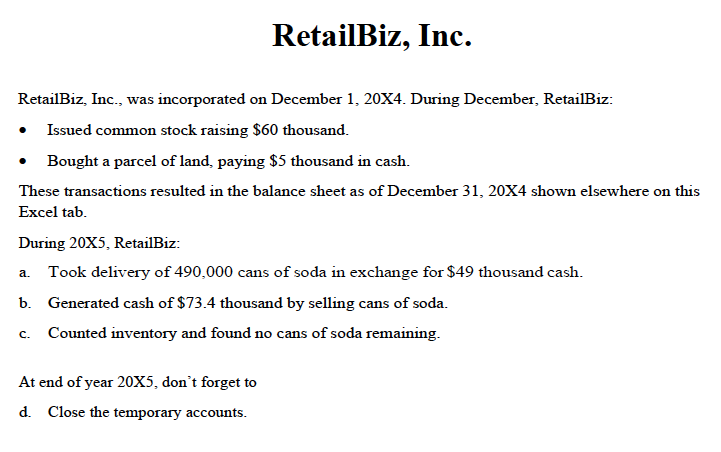 RetailBiz, Inc.
RetailBiz, Inc., was incorporated on December 1, 20X4. During December, RetailBiz:
• Issued common stock raising $60 thousand.
• Bought a parcel of land, paying $5 thousand in cash.
These transactions resulted in the balance sheet as of December 31, 20X4 shown elsewhere on this
Excel tab.
During 20X5, RetailBiz:
a. Took delivery of 490,000 cans of soda in exchange for $49 thousand cash.
b. Generated cash of $73.4 thousand by selling cans of soda.
c. Counted inventory and found no cans of soda remaining.
At end of year 20X5, don’t forget to
d. Close the temporary accounts.